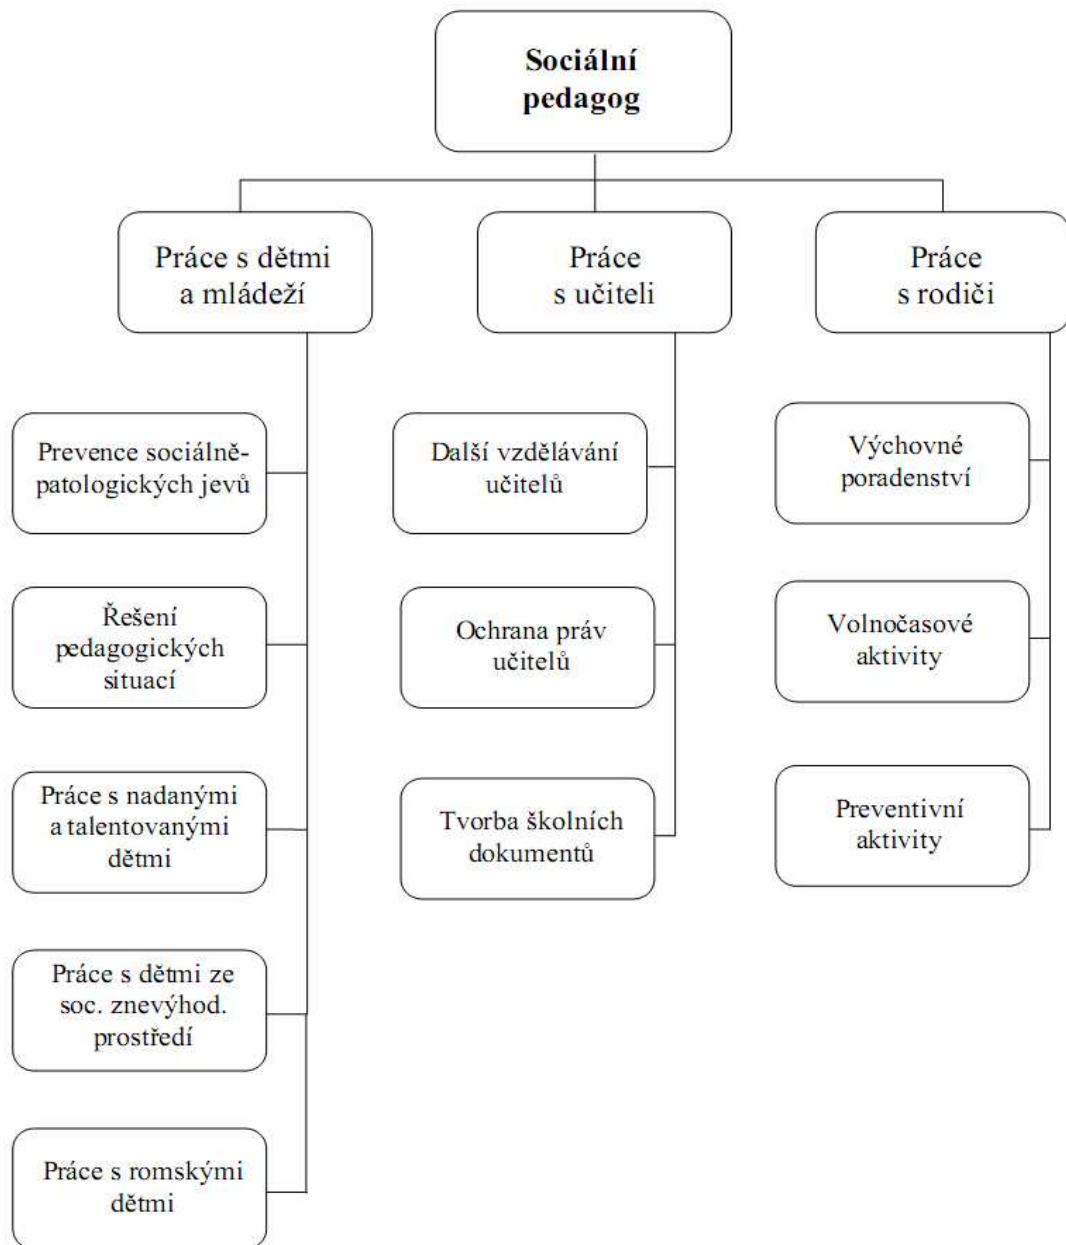 Sociální
pedagog
Práce s dětmi
a mládeží
Práce
s učiteli
Práce
s rodiči
Prevence sociálně-
patologických jevů
Další vzdělávání
učitelů
Výchovné
poradenství
Řešení
pedagogických
situací
Ochrana práv
učitelů
Volnočasové
aktivity
Práce s nadanými
a talentovanými
dětmi
Tvorba školních
dokumentů
Preventivní
aktivity
Práce s dětmi ze
soc. znevýhod.
prostředí
Práce s romskými
dětmi